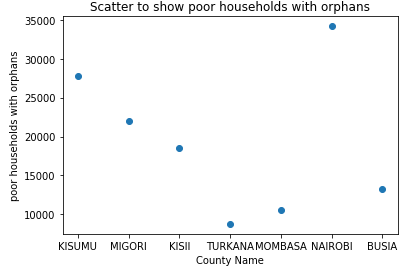 Scatter to show poor households with orphans
35000
30000
25000
20000
15000
10000
poor households with orphans
KISUMU MIGORI KISII TURKANA MOMBASA NAIROBI BUSIA
County Name